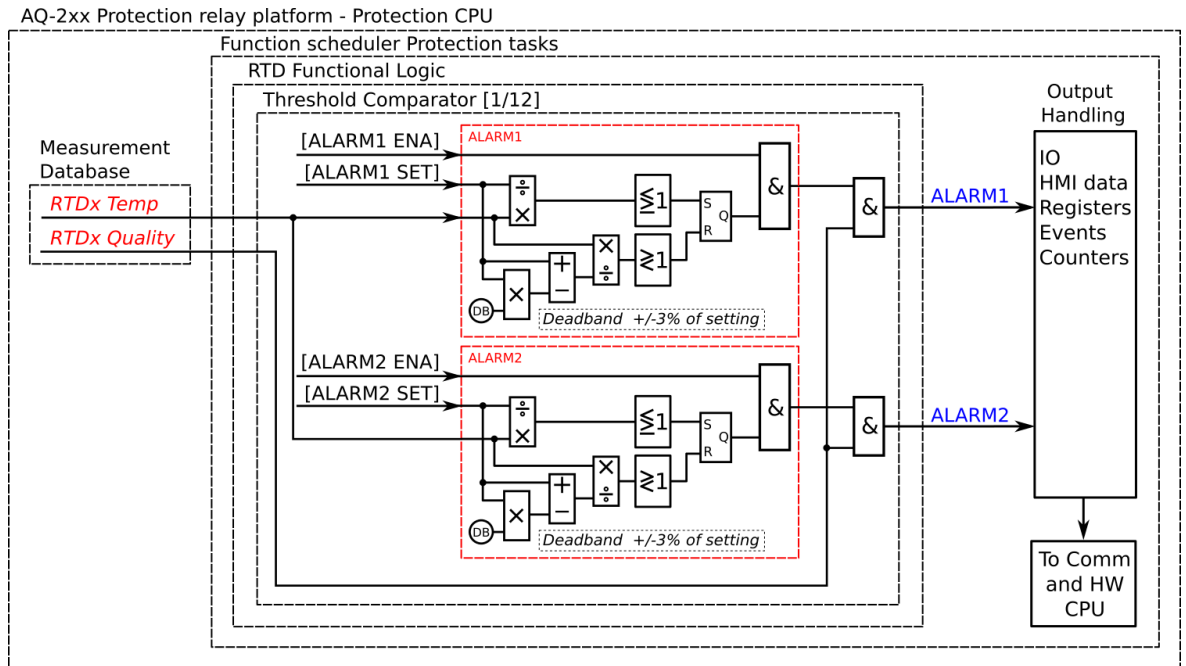 AQ-2xx Protection relay platform - Protection CPU
Function scheduler Protection tasks
RTD Functional Logic
Threshold Comparator [1/12]
Measurement
Database
RTDx Temp
RTDx Quality
[ALARM1 ENA]
[ALARM1 SET]
ALARM1
÷
×
≦1
S
Q
R
&
&
×
÷
≷1
+
−
×
DB
Deadband +/-3% of setting
[ALARM2 ENA]
[ALARM2 SET]
ALARM2
÷
×
≦1
S
Q
R
&
&
×
÷
≷1
+
−
×
DB
Deadband +/-3% of setting
ALARM1
ALARM2
Output
Handling
IO
HMI data
Registers
Events
Counters
To Comm
and HW
CPU